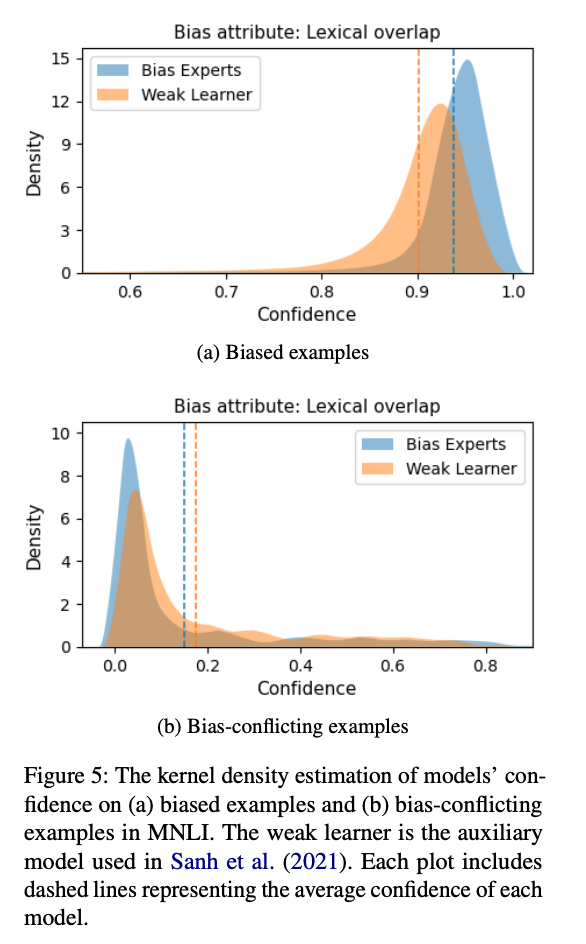 Bias attribute: Lexical overlap
15
12
9
6
3
0
Density
Bias Experts
Weak Learner
0.6 0.7 0.8 0.9 1.0
Confidence
(a) Biased examples
Bias attribute: Lexical overlap
10
8
6
4
2
0
Density
Bias Experts
Weak Learner
0.0 0.2 0.4 0.6 0.8
Confidence
(b) Bias-conflicting examples
Figure 5: The kernel density estimation of models' con-
fidence on (a) biased examples and (b) bias-conflicting
examples in MNLI. The weak learner is the auxiliary
model used in Sanh et al. (2021). Each plot includes
dashed lines representing the average confidence of each
model.